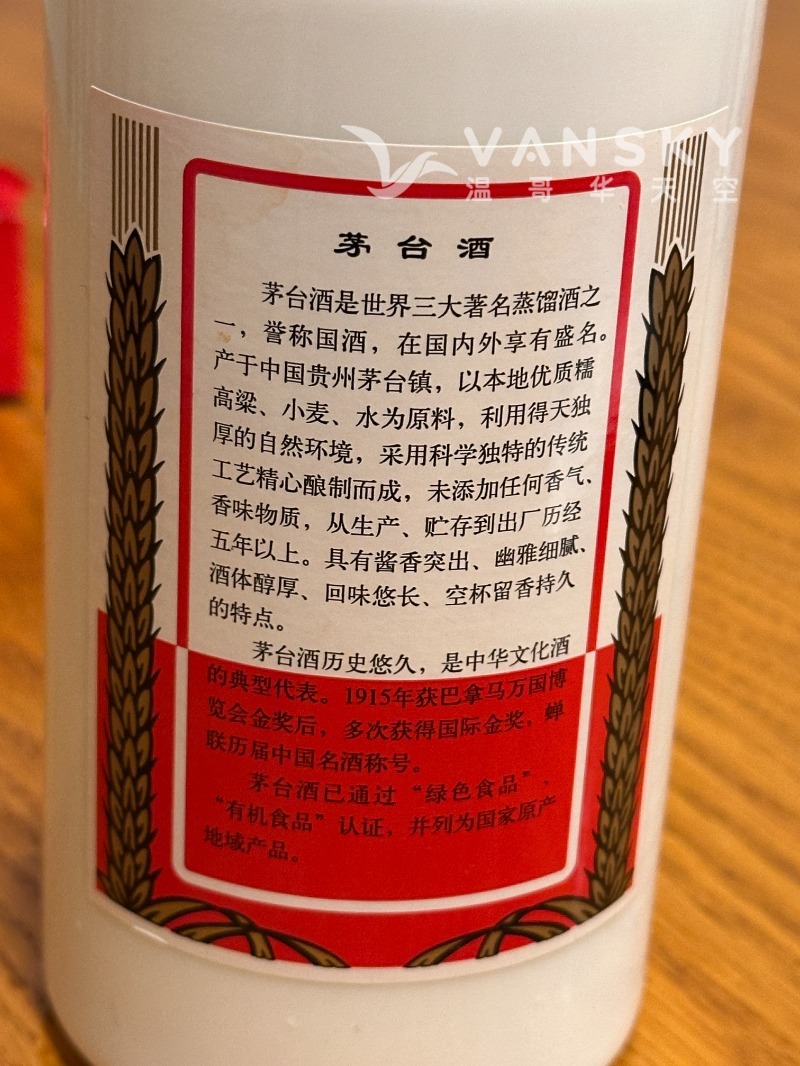 VANSKY
温哥华天空
茅台酒
茅台酒是世界三大著名蒸馏酒之
一，誉称国酒，在国内外享有盛名。
产于中国贵州茅台镇，以本地优质糯
高粱、小麦、水为原料，利用得天独
厚的自然环境，采用科学独特的传统
工艺精心酿制而成，未添加任何香气、
香味物质，从生产、贮存到出厂历经
五年以上。具有酱香突出、幽雅细腻、
酒体醇厚、回味悠长、空杯留香持久
的特点。
茅台酒历史悠久，是中华文化酒
的典型代表。1915年获巴拿马万国博
览会金奖后，多次获得国际金奖，蝉
联历届中国名酒称号。
茅台酒已通过“绿色食品”、
“有机食品”认证，并列为国家原产
地域产品。